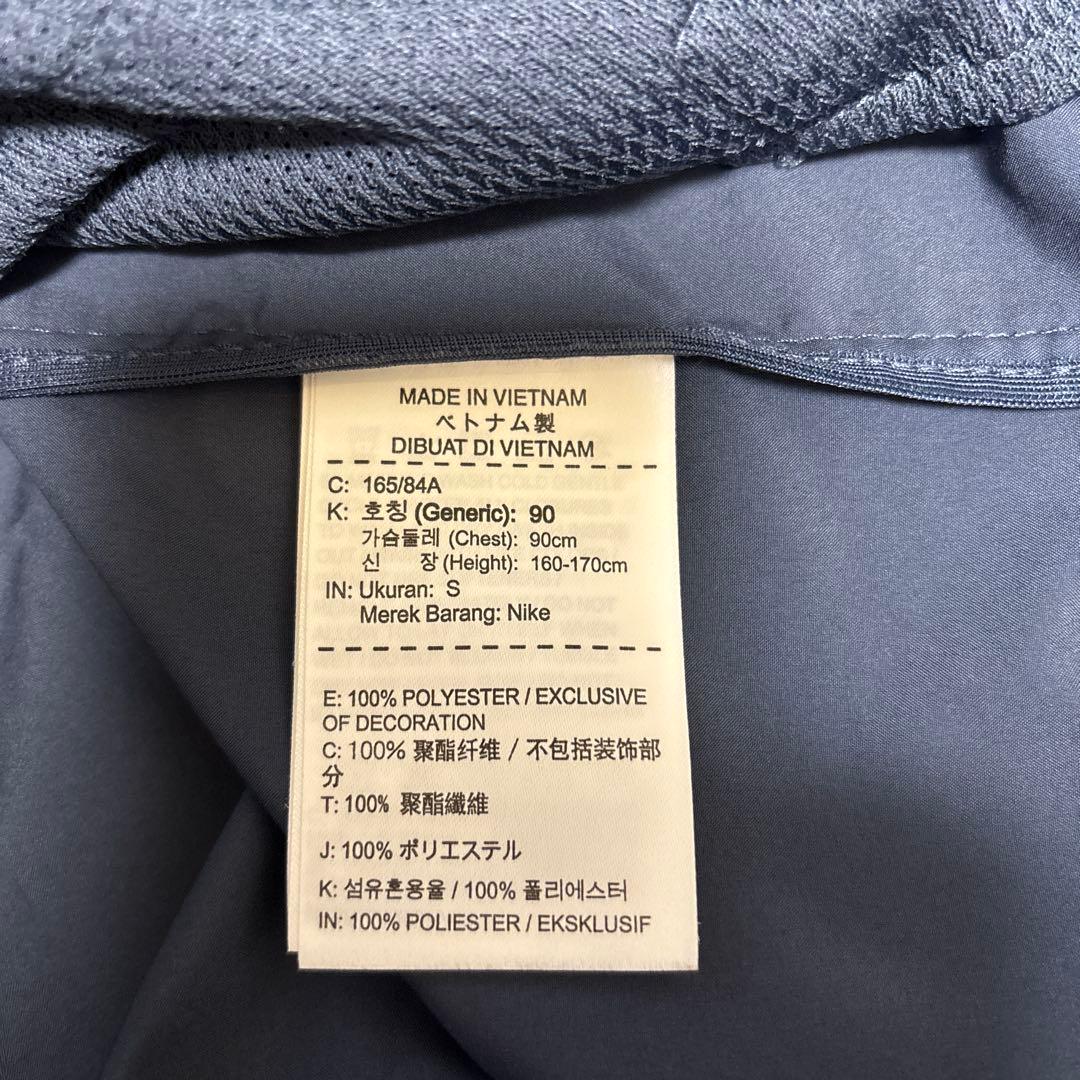 MADE IN VIETNAM
ベトナム製
DIBUAT DI VIETNAM
C: 165/84A
K: 호칭 (Generic): 90
가슴둘레 (Chest): 90cm
신 장 (Height): 160-170cm
IN: Ukuran: S
Merek Barang: Nike
E: 100% POLYESTER / EXCLUSIVE
OF DECORATION
C: 100% 聚酯纤维 / 不包括装饰部
分
T: 100% 聚酯纖維
J: 100% ポリエステル
K: 섬유혼용율 / 100% 폴리에스터
IN: 100% POLIESTER / EKSKLUSIF